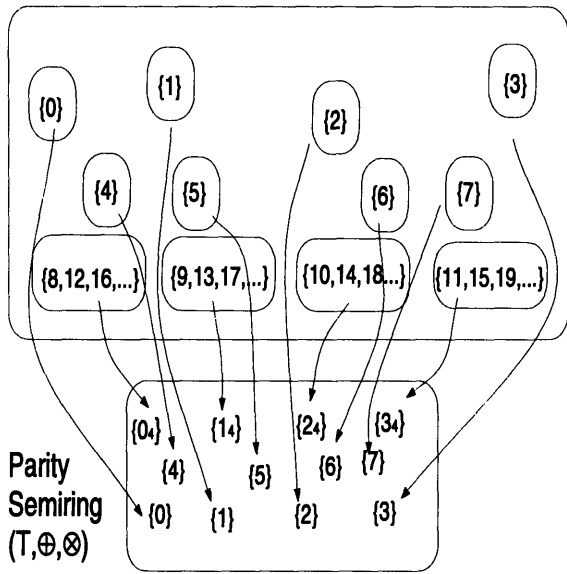 {0} {1} {2} {3}
{4} {5} {6} {7}
{8,12,16,...} {9,13,17,...} {10,14,18...} {11,15,19,...}
{0₄} {1₄} {2₄} {3₄}
{4} {5} {6} {7}
{0} {1} {2} {3}
Parity
Semiring
(T,⊕,⊗)